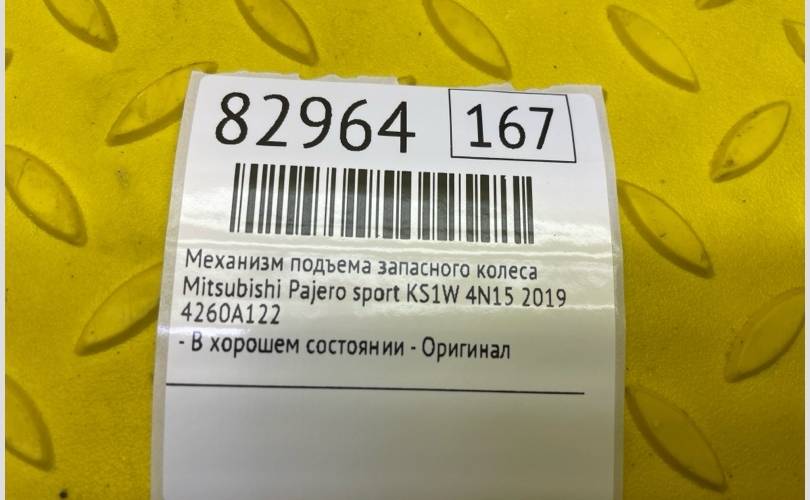 82964 167
Механизм подъема запасного колеса
Mitsubishi Pajero sport KS1W 4N15 2019
4260A122
- В хорошем состоянии - Оригинал